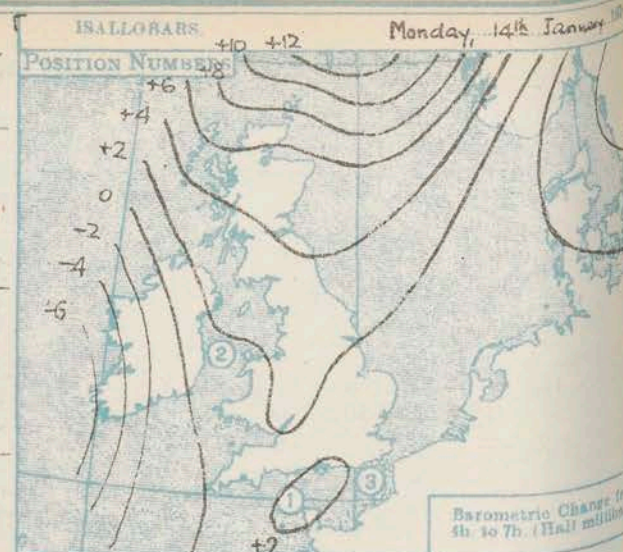 ISALLOBARS
Monday, 14th January
POSITION NUMBERS
+10 +12
+8
+6
+4
+2
0
-2
-4
-6
2
1
3
+2
Barometric Change
4h. to 7h. (Half